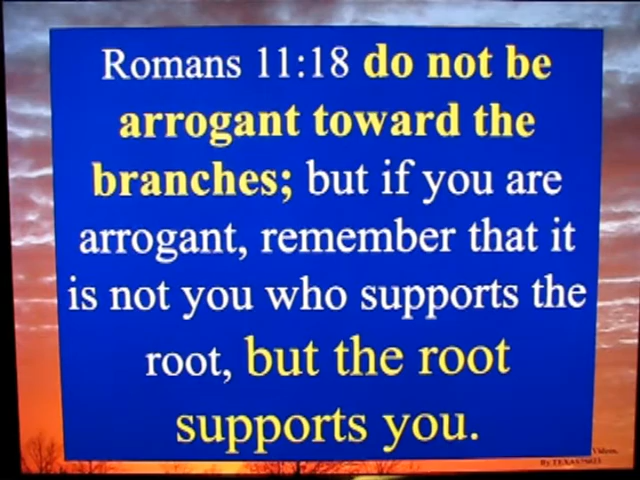 Romans 11:18 do not be
arrogant toward the
branches; but if you are
arrogant, remember that it
is not you who supports the
root, but the root
supports you.
Videos,